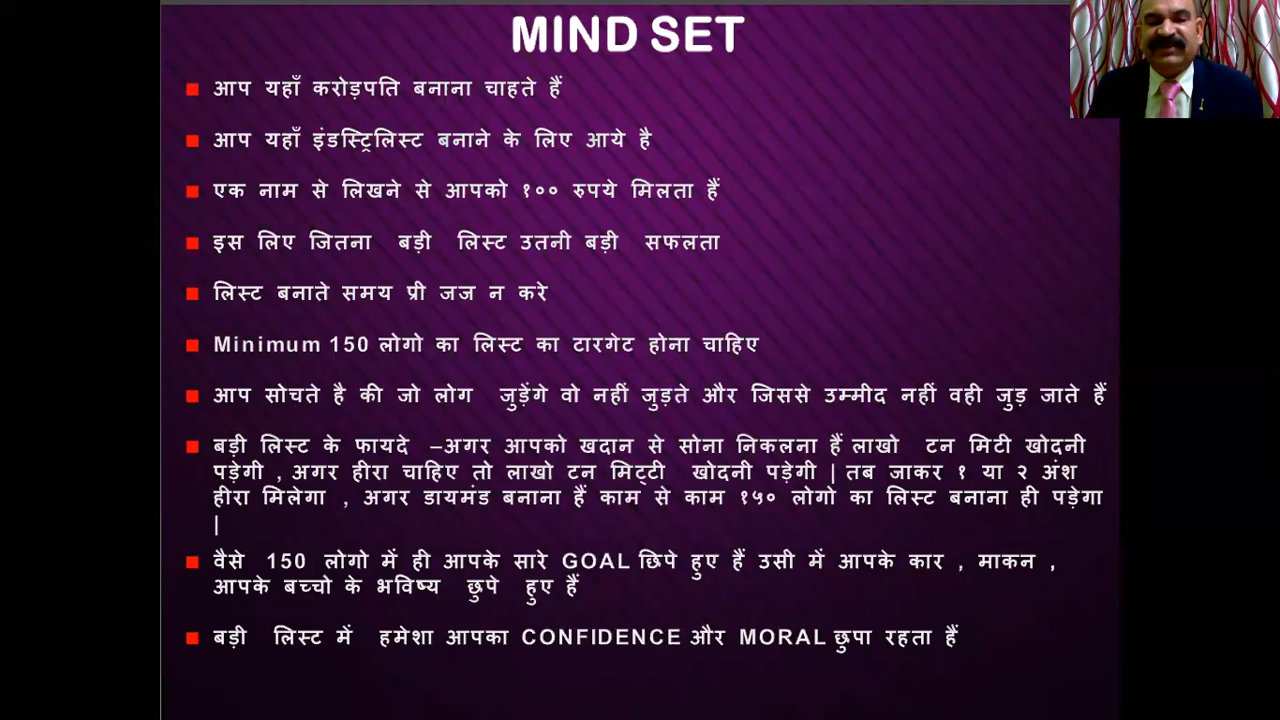 MIND SET
आप यहाँ करोड़पति बनाना चाहते हैं
आप यहाँ इंडस्ट्रिलिस्ट बनाने के लिए आये है
एक नाम से लिखने से आपको १०० रुपये मिलता हैं
इस लिए जितना बड़ी लिस्ट उतनी बड़ी सफलता
लिस्ट बनाते समय प्री जज न करे
Minimum 150 लोगो का लिस्ट का टारगेट होना चाहिए
आप सोचते है की जो लोग जुड़ेंगे वो नहीं जुड़ते और जिससे उम्मीद नहीं वही जुड़ जाते हैं
बड़ी लिस्ट के फायदे –अगर आपको खदान से सोना निकलना हैं लाखो टन मिटी खोदनी
पड़ेगी , अगर हीरा चाहिए तो लाखो टन मिट्टी खोदनी पड़ेगी | तब जाकर १ या २ अंश
हीरा मिलेगा , अगर डायमंड बनाना हैं काम से काम १५० लोगो का लिस्ट बनाना ही पड़ेगा
|
वैसे 150 लोगो में ही आपके सारे GOAL छिपे हुए हैं उसी में आपके कार , माकन ,
आपके बच्चो के भविष्य छुपे हुए हैं
बड़ी लिस्ट में हमेशा आपका CONFIDENCE और MORAL छुपा रहता हैं